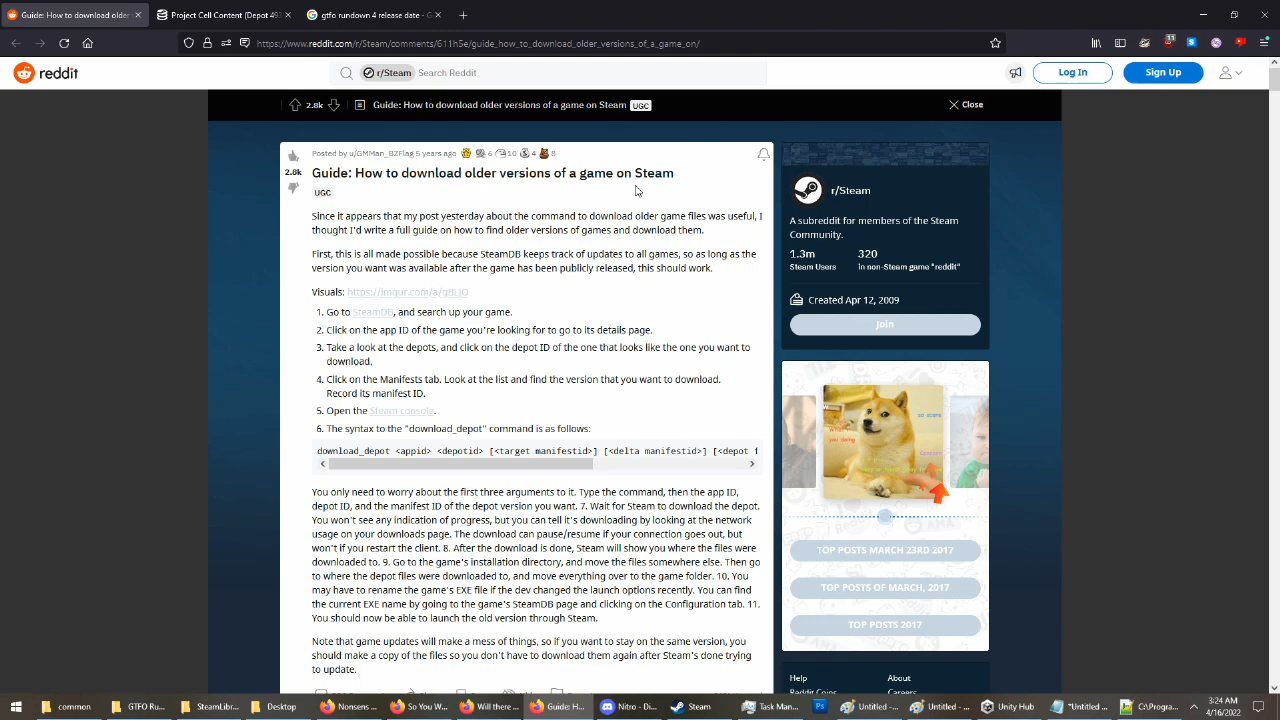 Guide: How to download older
Project Cell Content (Depot 493
gtfo rundown 4 release date - G
https://www.reddit.com/r/Steam/comments/611h5e/guide_how_to_download_older_versions_of_a_game_on/
11
reddit
r/Steam Search Reddit
Log In
Sign Up
2.8k Guide: How to download older versions of a game on Steam UGC
Close
Posted by u/GMMan_BZFlag 5 years ago 6 10 4 8
2.8k
Guide: How to download older versions of a game on Steam
UGC
Since it appears that my post yesterday about the command to download older game files was useful, I
thought I'd write a full guide on how to find older versions of games and download them.
First, this is all made possible because SteamDB keeps track of updates to all games, so as long as the
version you want was available after the game has been publicly released, this should work.
Visuals: https://imgur.com/a/gBLJD
1. Go to SteamDB, and search up your game.
2. Click on the app ID of the game you're looking for to go to its details page.
3. Take a look at the depots, and click on the depot ID of the one that looks like the one you want to
download.
4. Click on the Manifests tab. Look at the list and find the version that you want to download.
Record its manifest ID.
5. Open the Steam console.
6. The syntax to the "download_depot" command is as follows:
download_depot <appid> <depotid> [<target manifestid>] [<delta manifestid>] [<depot f
You only need to worry about the first three arguments to it. Type the command, then the app ID,
depot ID, and the manifest ID of the depot version you want. 7. Wait for Steam to download the depot.
You won't see any indication of progress, but you can tell it's downloading by looking at the network
usage on your downloads page. The download can pause/resume if your connection goes out, but
won't if you restart the client. 8. After the download is done, Steam will show you where the files were
downloaded to. 9. Go to the game's installation directory, and move the files somewhere else. Then go
to where the depot files were downloaded to, and move everything over to the game folder. 10. You
may have to rename the game's EXE file if the dev changed the launch options recently. You can find
the current EXE name by going to the game's SteamDB page and clicking on the Configuration tab. 11.
You should now be able to launch the old version through Steam.
Note that game updates will make a mess of things, so if you want to stay on the same version, you
should make a copy of the files so you don't have to download them again after Steam's done trying
to update.
r/Steam
A subreddit for members of the Steam
Community.
1.3m
Steam Users
320
in non-Steam game "reddit"
Created Apr 12, 2009
Join
so scare
you doing
Concern
TOP POSTS MARCH 23RD 2017
TOP POSTS OF MARCH, 2017
TOP POSTS 2017
Help
About
Reddit Coins
Careers
common
GTFO Ru...
SteamLibr...
Desktop
Nonsens ...
So You W...
Will there ...
Guide: H...
Nitro - Di...
Steam
Task Man...
Untitled -...
Untitled -...
Unity Hub
*Untitled ...
C:\Progra...
3:24 AM
4/16/2022